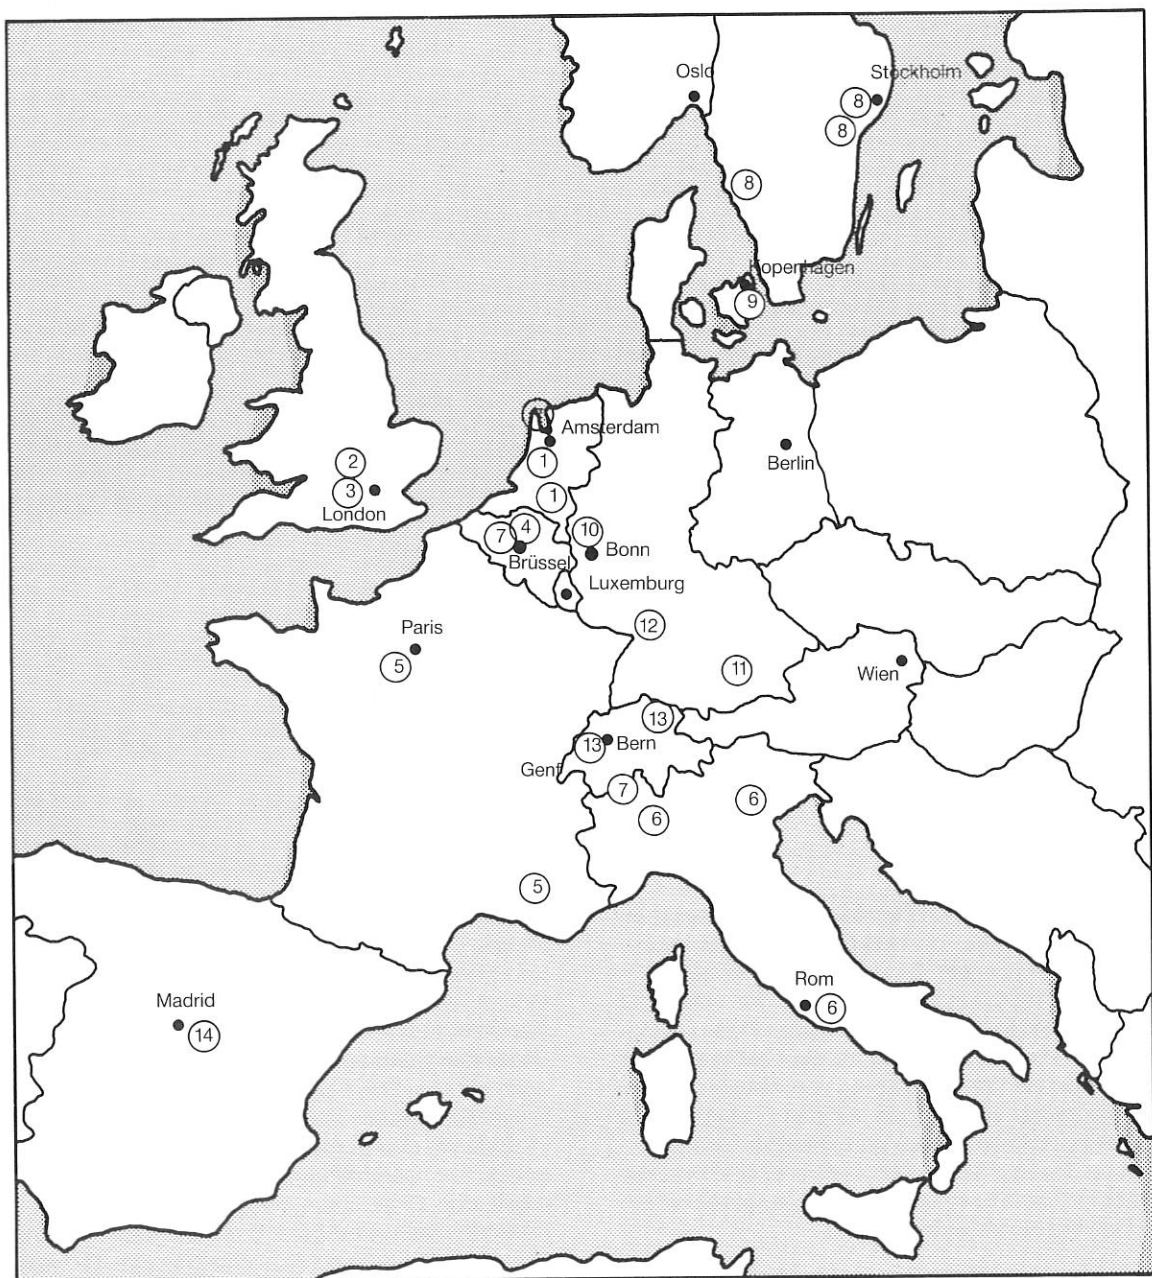 Oslo
Stockholm
8
8
8
Kopenhagen
9
Amsterdam
1
Berlin
2
3
London
1
10
7
4
Bonn
Brüssel
Luxemburg
12
Paris
5
11
Wien
13
13
Bern
Genf
7
6
6
5
Rom
6
Madrid
14